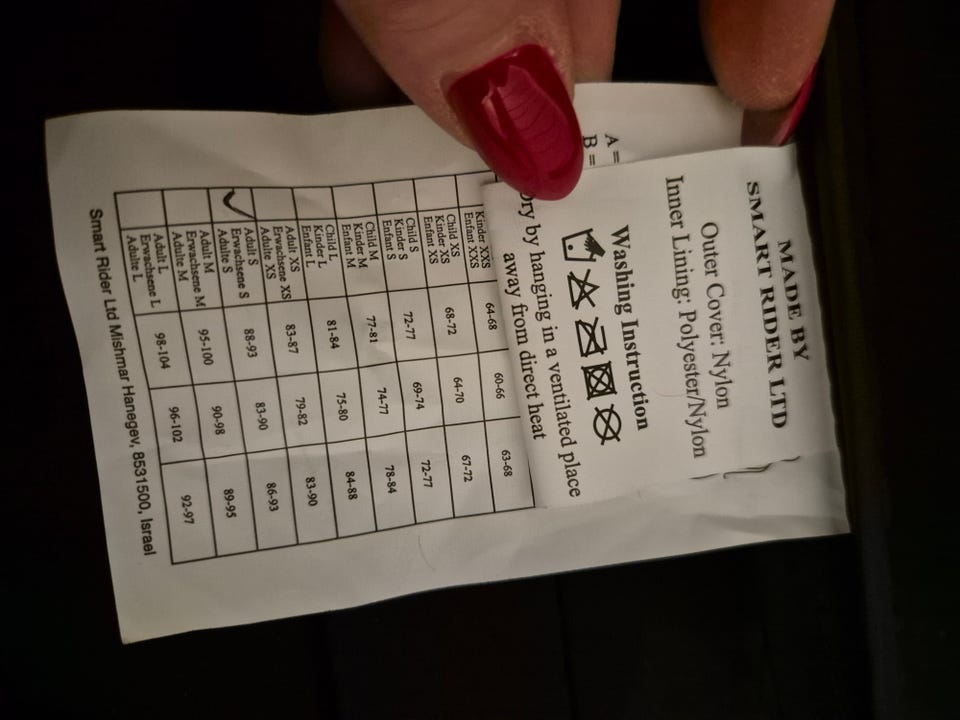 MADE BY
SMART RIDER LTD
Outer Cover: Nylon
Inner Lining: Polyester/Nylon
A =
B =
Washing Instruction
Dry by hanging in a ventilated place
away from direct heat
Kinder XXS
Enfant XXS 64-68 60-66 63-68
Child XS
Kinder XS
Enfant XS 68-72 64-70 67-72
Child S
Kinder S
Enfant S 72-77 69-74 72-77
Child M
Kinder M
Enfant M 77-81 74-77 78-84
Child L
Kinder L
Enfant L 81-84 75-80 84-88
Adult XS
Erwachsene XS
Adulte XS 83-87 79-82 83-90
Adult S
Erwachsene S
Adulte S 88-93 83-90 86-93
Adult M
Erwachsene M
Adulte M 95-100 90-98 89-95
Adult L
Erwachsene L
Adulte L 98-104 96-102 92-97
Smart Rider Ltd Mishmar Hanegev, 8531500, Israel